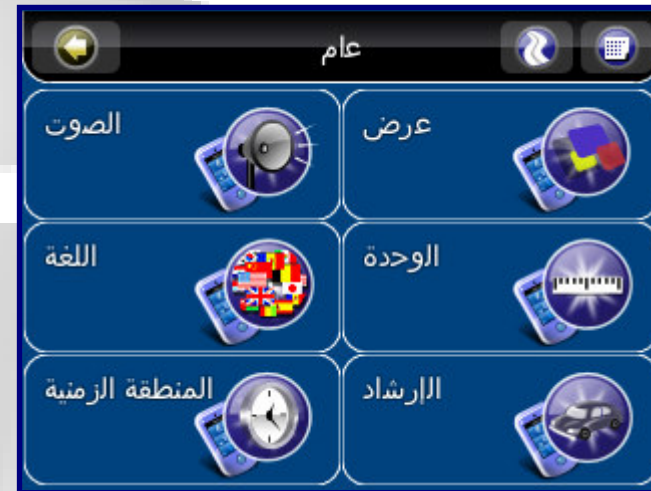 عام
عرض
الصوت
الوحدة
اللغة
الإرشاد
المنطقة الزمنية